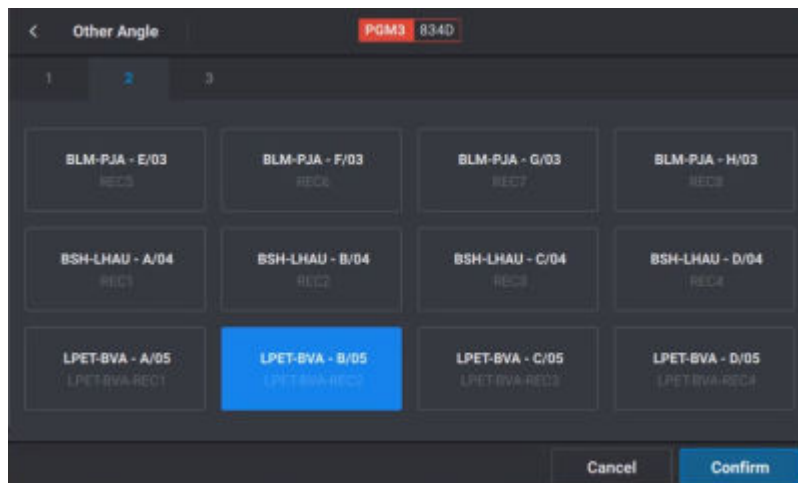 Other Angle
PGM3 834D
1 2 3
BLM-PJA - E/03 BLM-PJA - F/03 BLM-PJA - G/03 BLM-PJA - H/03
REC5 REC6 REC7 REC8
BSH-LHAU - A/04 BSH-LHAU - B/04 BSH-LHAU - C/04 BSH-LHAU - D/04
REC1 REC2 REC3 REC4
LPET-BVA - A/05 LPET-BVA - B/05 LPET-BVA - C/05 LPET-BVA - D/05
LPET-BVA-REC1 LPET-BVA-REC2 LPET-BVA-REC3 LPET-BVA-REC4
Cancel Confirm